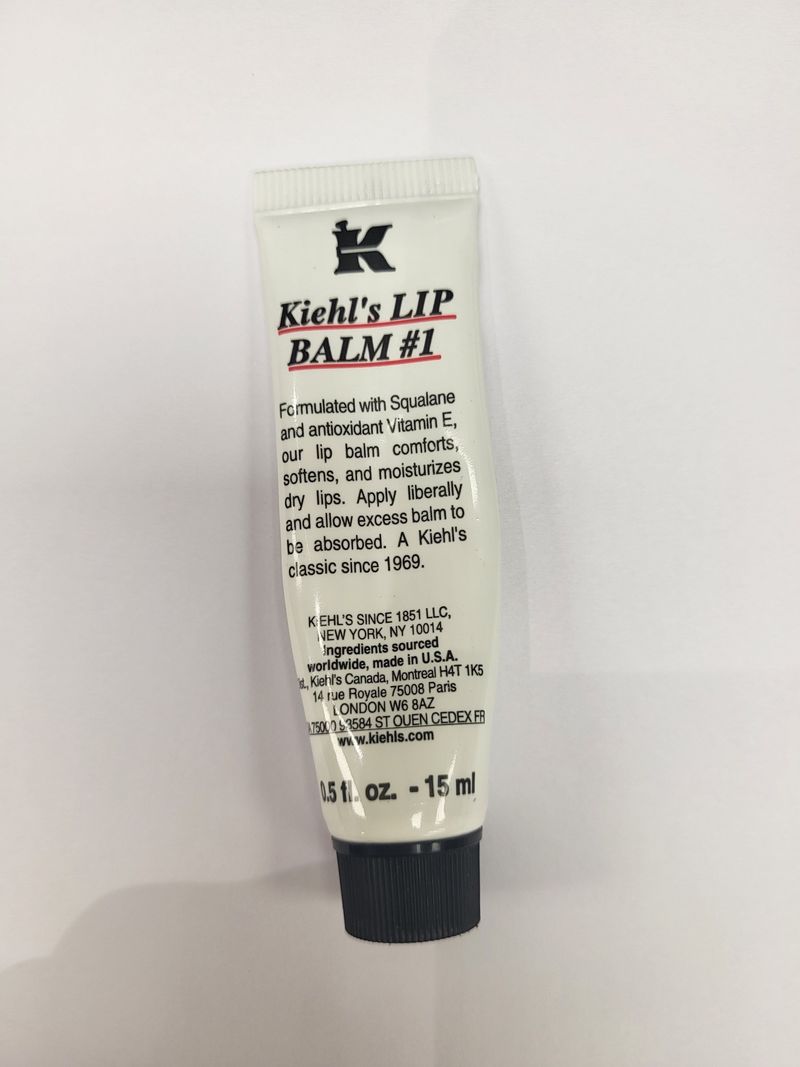 K
Kiehl's LIP
BALM #1
Formulated with Squalane
and antioxidant Vitamin E,
our lip balm comforts,
softens, and moisturizes
dry lips. Apply liberally
and allow excess balm to
be absorbed. A Kiehl's
classic since 1969.
KIEHL'S SINCE 1851 LLC,
NEW YORK, NY 10014
Ingredients sourced
worldwide, made in U.S.A.
Kiehl's Canada, Montreal H4T 1K5
14 rue Royale 75008 Paris
LONDON W6 8AZ
75000 93584 ST OUEN CEDEX FR
www.kiehls.com
0.5 fl. oz. - 15 ml